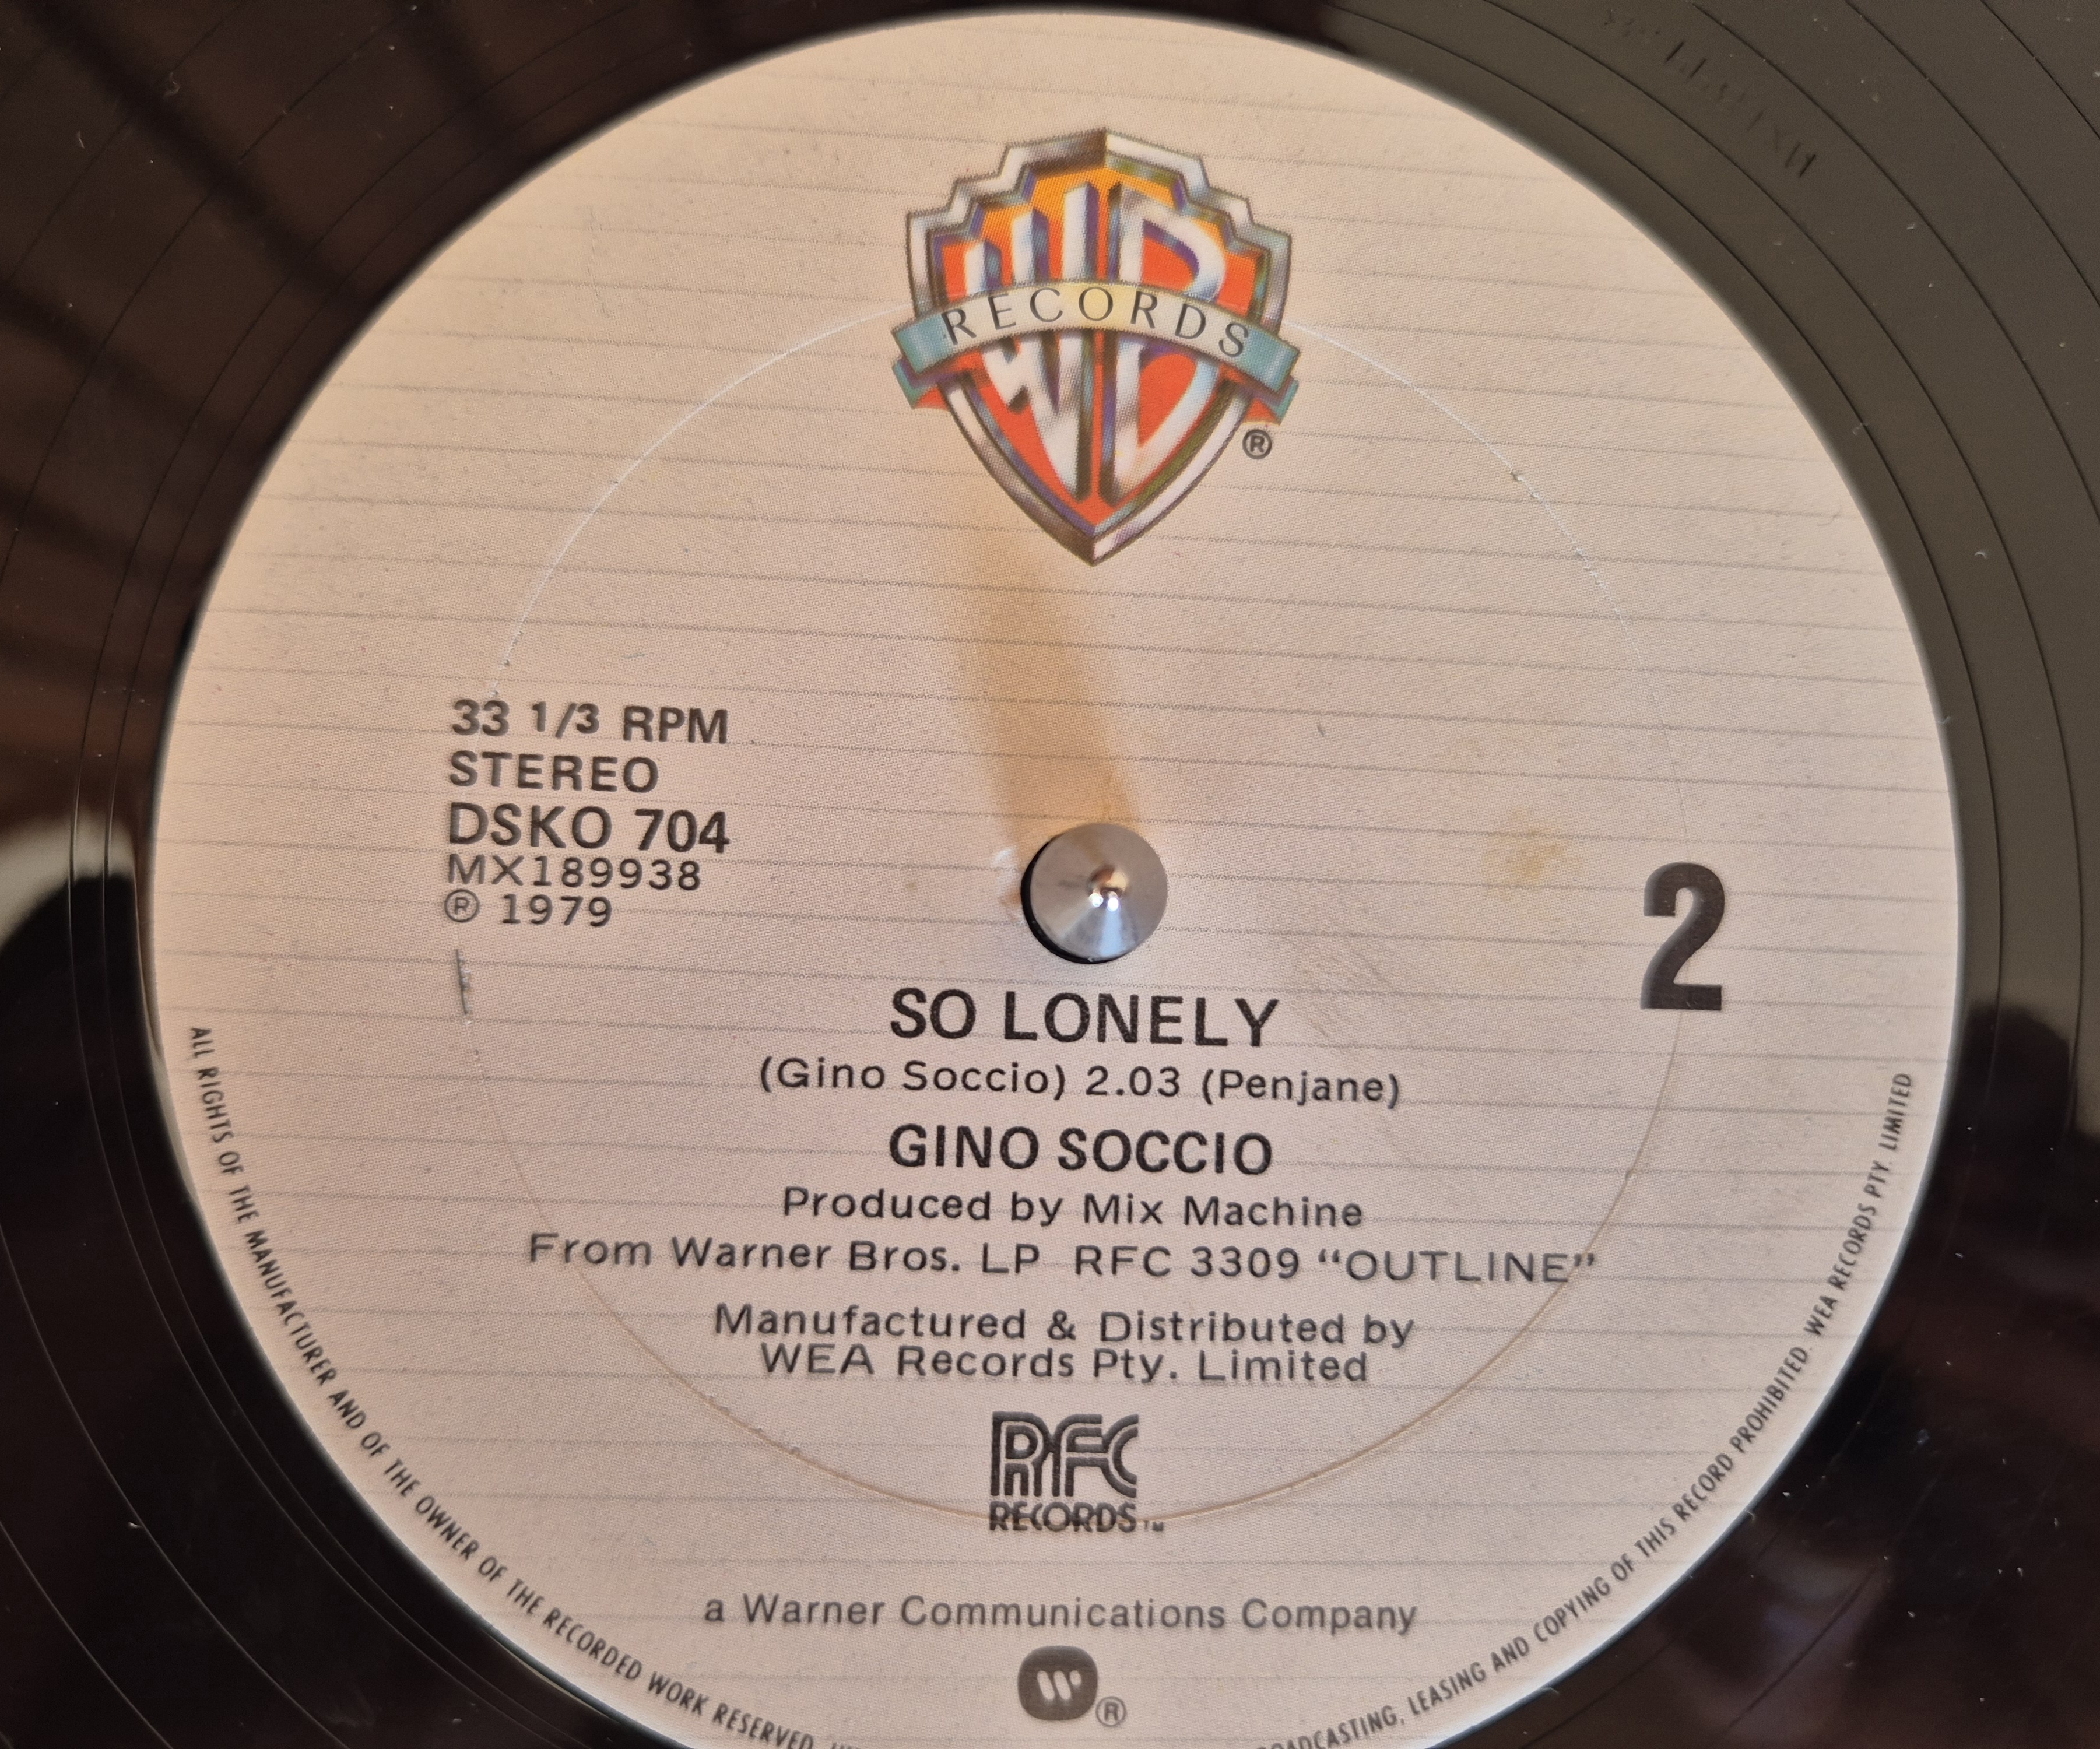 WB
RECORDS
®
33 1/3 RPM
STEREO
DSKO 704
MX189938
℗ 1979
2
SO LONELY
(Gino Soccio) 2.03 (Penjane)
GINO SOCCIO
Produced by Mix Machine
From Warner Bros. LP RFC 3309 “OUTLINE”
Manufactured & Distributed by
WEA Records Pty. Limited
RFC
RECORDS™
a Warner Communications Company
®
ALL RIGHTS OF THE MANUFACTURER AND OF THE OWNER OF THE RECORDED WORK RESERVED. BROADCASTING, LEASING AND COPYING OF THIS RECORD PROHIBITED. WEA RECORDS PTY. LIMITED